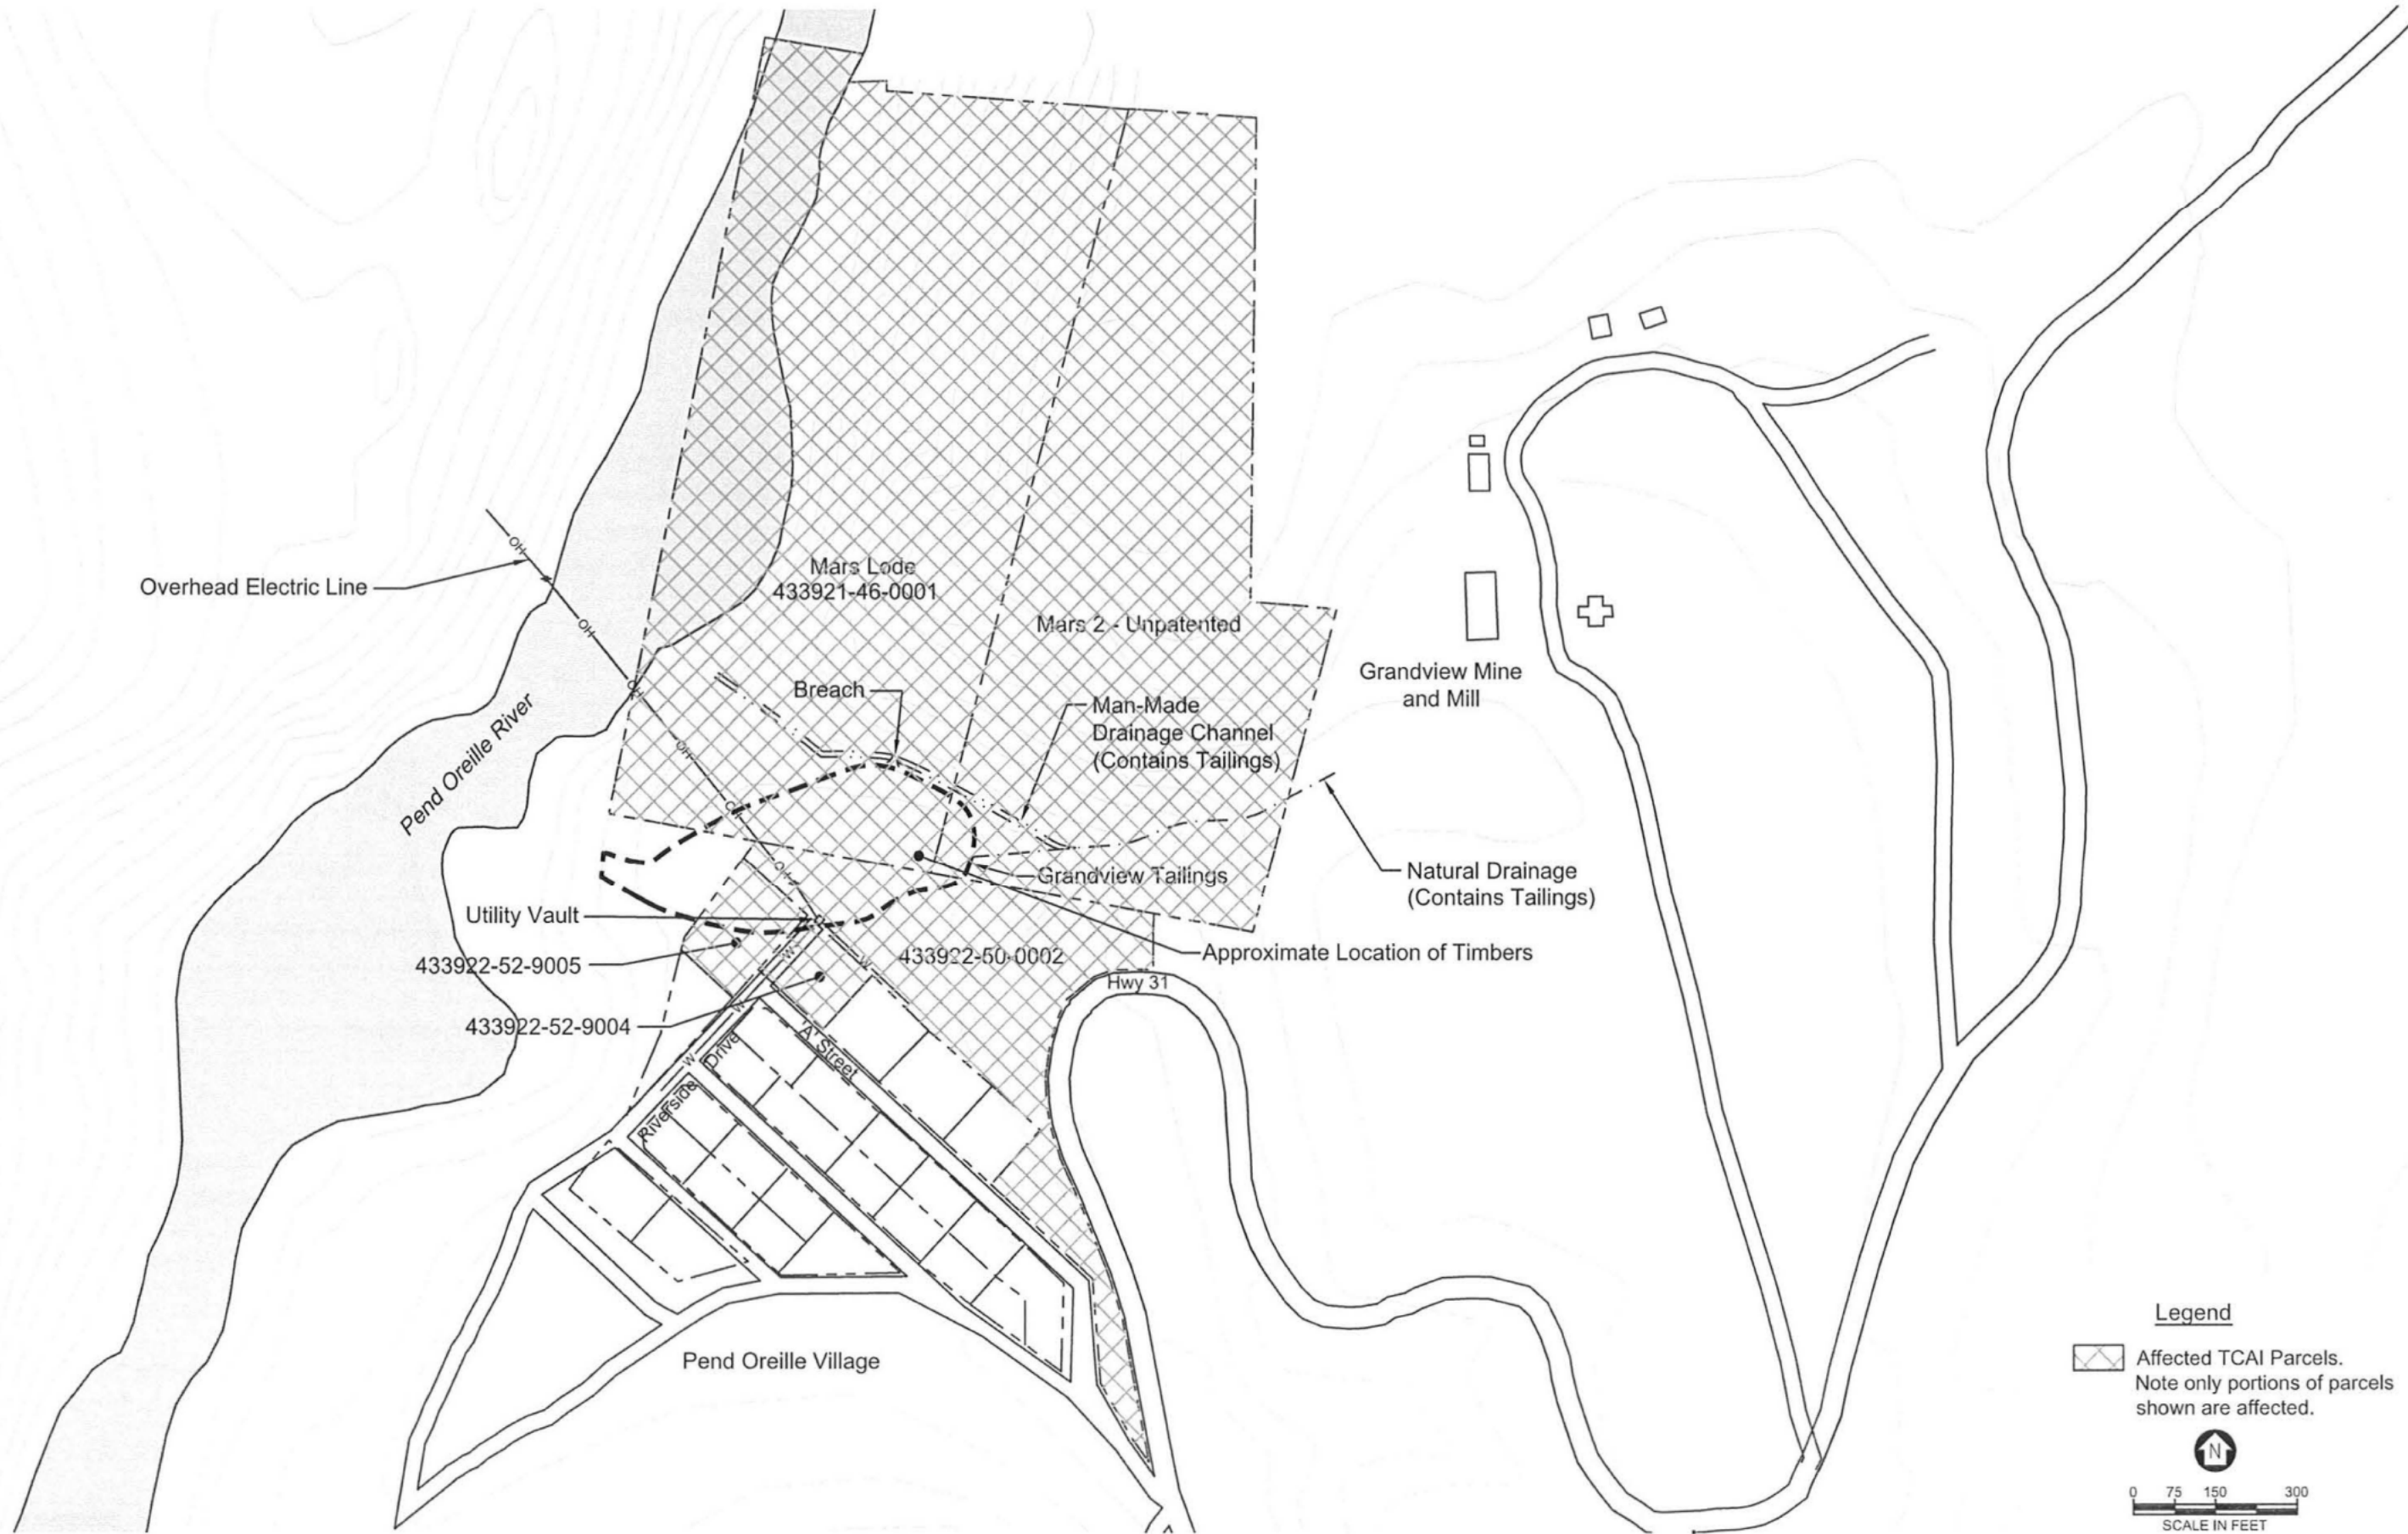 Overhead Electric Line
OH
OH
OH
OH
OH
OH
Pend Oreille River
Mars Lode
433921-46-0001
Mars 2 - Unpatented
Breach
Man-Made
Drainage Channel
(Contains Tailings)
Grandview Mine
and Mill
Grandview Tailings
Natural Drainage
(Contains Tailings)
Utility Vault
433922-52-9005
433922-50-0002
Approximate Location of Timbers
Hwy 31
433922-52-9004
W
W
W
W
'A' Street
Riverside Drive
Pend Oreille Village
Legend
Affected TCAI Parcels.
Note only portions of parcels
shown are affected.
N
0 75 150 300
SCALE IN FEET